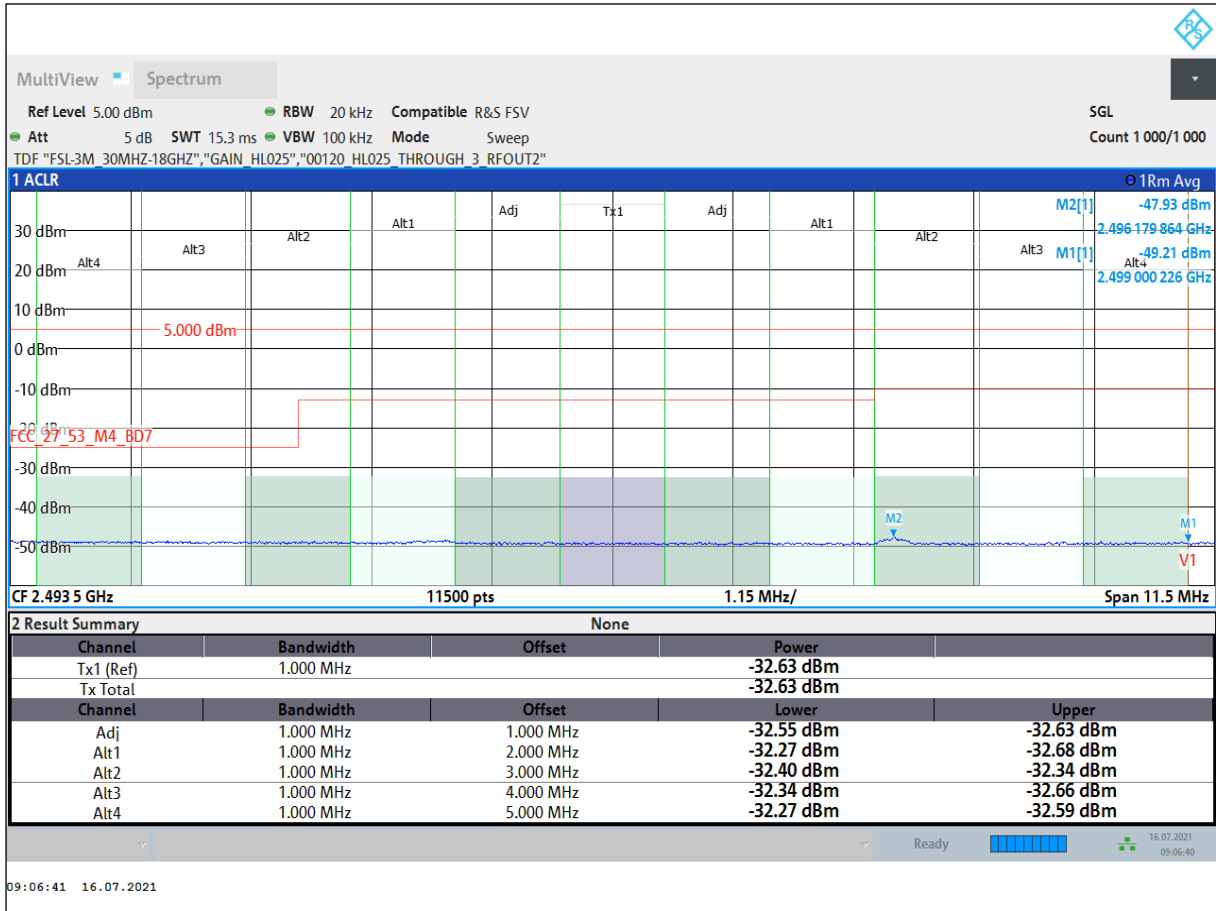 R&S
MultiView Spectrum
Ref Level 5.00 dBm RBW 20 kHz Compatible R&S FSV SGL
Att 5 dB SWT 15.3 ms VBW 100 kHz Mode Sweep Count 1 000/1 000
TDF "FSL-3M_30MHZ-18GHZ","GAIN_HL025","00120_HL025_THROUGH_3_RFOUT2"
1 ACLR 1Rm Avg
M2[1] -47.93 dBm
2.496 179 864 GHz
M1[1] -49.21 dBm
2.499 000 226 GHz
Alt4 Alt3 Alt2 Alt1 Adj Tx1 Adj Alt1 Alt2 Alt3 Alt4
30 dBm
20 dBm
10 dBm
5.000 dBm
0 dBm
-10 dBm
-20 dBm
FCC_27_53_M4_BD7
-30 dBm
-40 dBm
M2 M1
-50 dBm
V1
CF 2.493 5 GHz 11500 pts 1.15 MHz/ Span 11.5 MHz
2 Result Summary None
Channel Bandwidth Offset Power
Tx1 (Ref) 1.000 MHz -32.63 dBm
Tx Total -32.63 dBm
Channel Bandwidth Offset Lower Upper
Adj 1.000 MHz 1.000 MHz -32.55 dBm -32.63 dBm
Alt1 1.000 MHz 2.000 MHz -32.27 dBm -32.68 dBm
Alt2 1.000 MHz 3.000 MHz -32.40 dBm -32.34 dBm
Alt3 1.000 MHz 4.000 MHz -32.34 dBm -32.66 dBm
Alt4 1.000 MHz 5.000 MHz -32.27 dBm -32.59 dBm
Ready 16.07.2021
09:06:40
09:06:41 16.07.2021